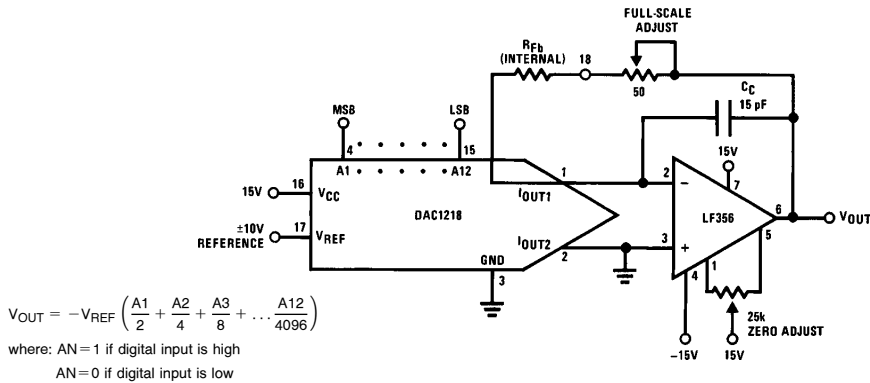 FULL-SCALE
ADJUST
RFb
(INTERNAL)
18
50
CC
15 pF
MSB
LSB
4
15
A1
A12
15V
16
VCC
±10V
REFERENCE
17
VREF
DAC1218
IOUT1
1
IOUT2
2
GND
3
15V
2
−
7
LF356
6
VOUT
3
+
5
4
1
25k
ZERO ADJUST
−15V
15V
VOUT = −VREF (A1/2 + A2/4 + A3/8 + ... A12/4096)
where: AN=1 if digital input is high
AN=0 if digital input is low